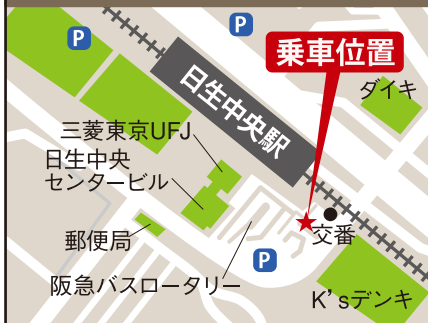 P
P
乗車位置
ダイキ
日生中央駅
三菱東京UFJ
日生中央
センタービル
郵便局
交番
P
阪急バスロータリー
K'sデンキ